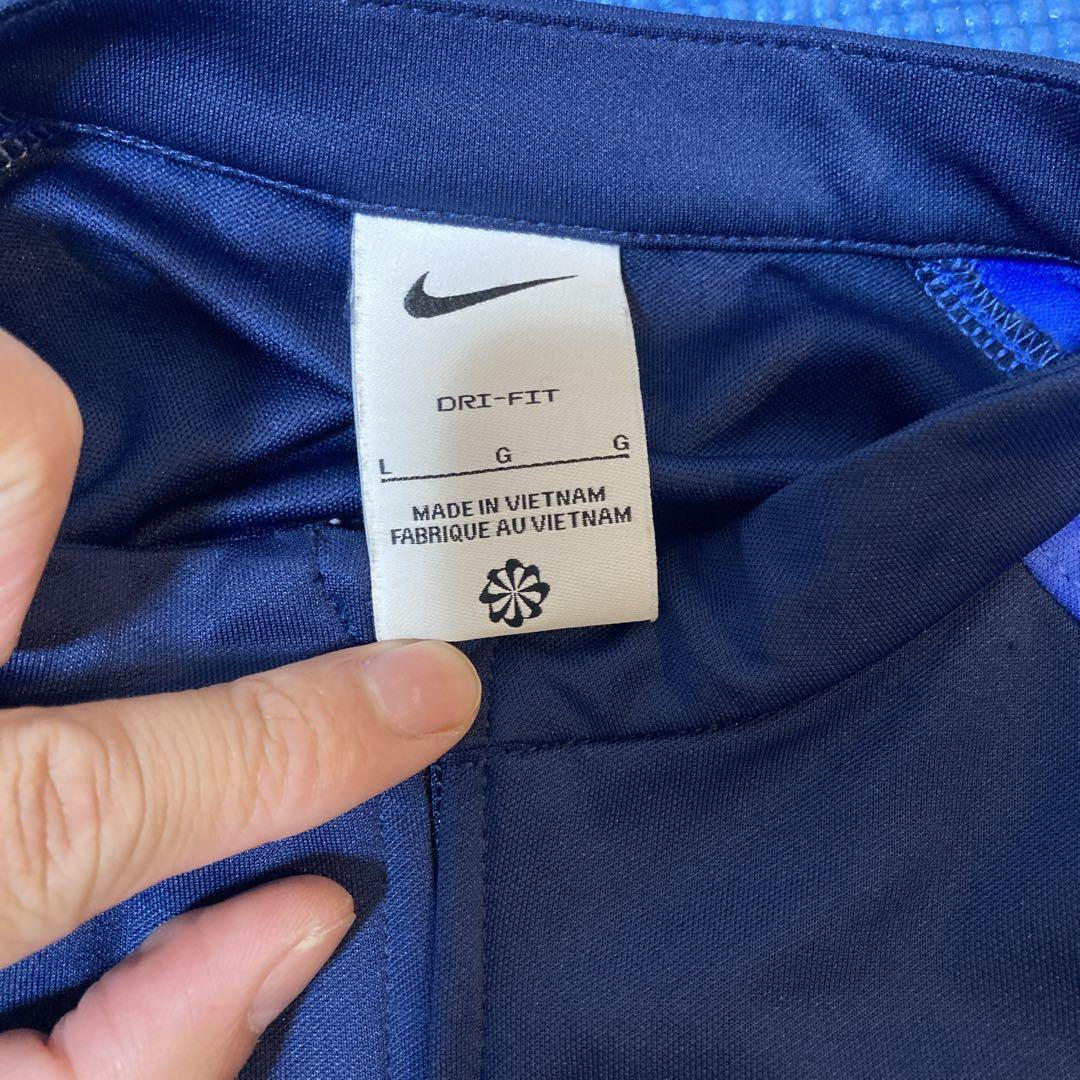 DRI-FIT
L G G
MADE IN VIETNAM
FABRIQUE AU VIETNAM